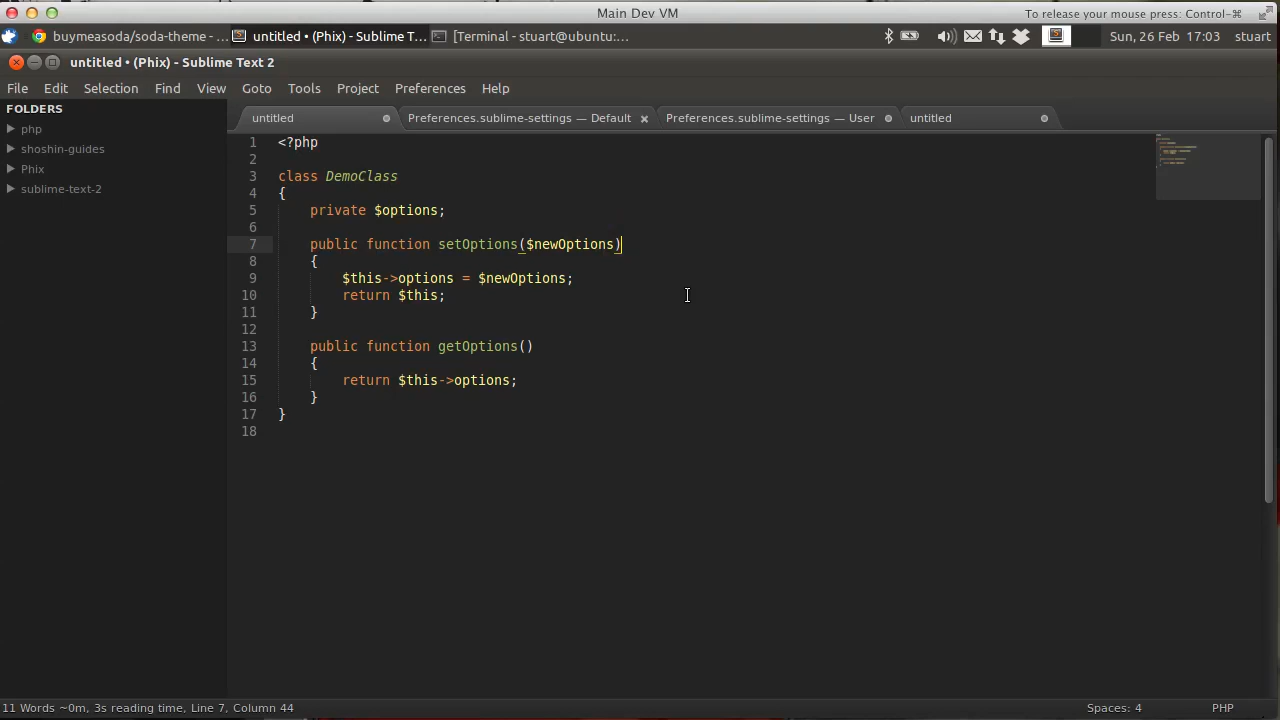 Main Dev VM
To release your mouse press: Control-⌘
buymeasoda/soda-theme - ...
untitled • (Phix) - Sublime T...
[Terminal - stuart@ubuntu:...
Sun, 26 Feb 17:03
stuart
untitled • (Phix) - Sublime Text 2
File Edit Selection Find View Goto Tools Project Preferences Help
FOLDERS
php
shoshin-guides
Phix
sublime-text-2
untitled
Preferences.sublime-settings — Default
Preferences.sublime-settings — User
untitled
1 <?php
2
3 class DemoClass
4 {
5     private $options;
6
7     public function setOptions($newOptions)
8     {
9         $this->options = $newOptions;
10         return $this;
11     }
12
13     public function getOptions()
14     {
15         return $this->options;
16     }
17 }
18
11 Words ~0m, 3s reading time, Line 7, Column 44
Spaces: 4
PHP